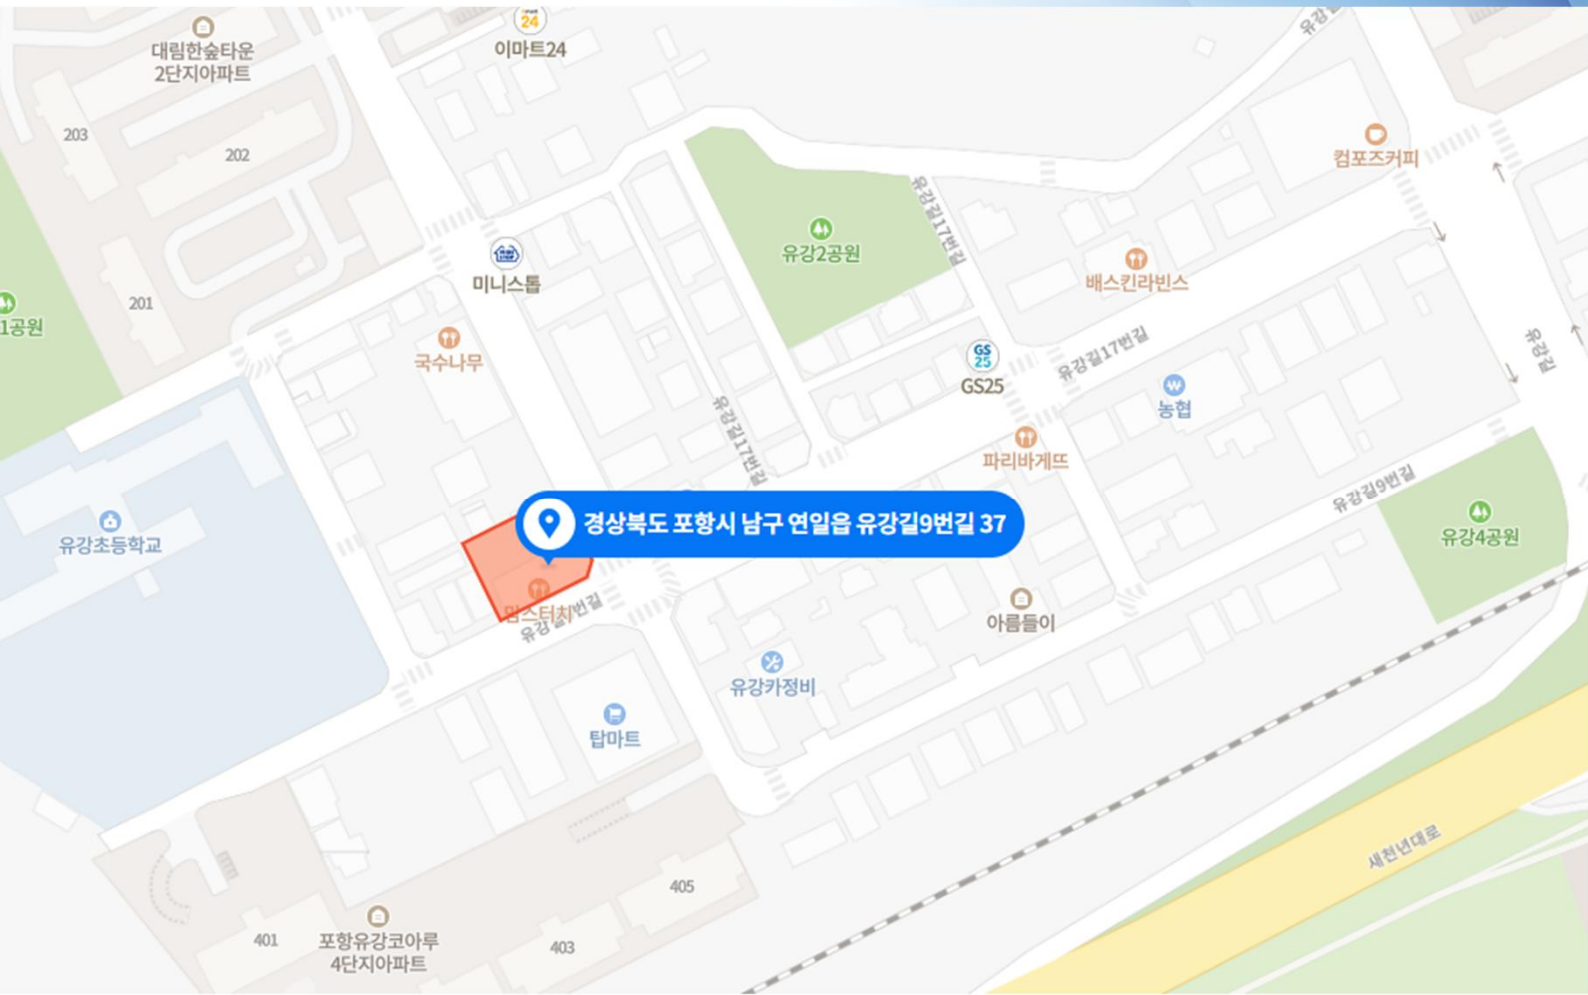 24
이마트24
대림한숲타운
2단지아파트
203
202
201
1공원
미니스톱
국수나무
유강2공원
유강길17번길
컴포즈커피
배스킨라빈스
GS
25
GS25
유강길17번길
유강길
농협
파리바게뜨
유강길17번길
유강길9번길
유강4공원
유강초등학교
경상북도 포항시 남구 연일읍 유강길9번길 37
맘스터치
아름들이
유강카정비
탑마트
새천년대로
405
401
403
포항유강코아루
4단지아파트